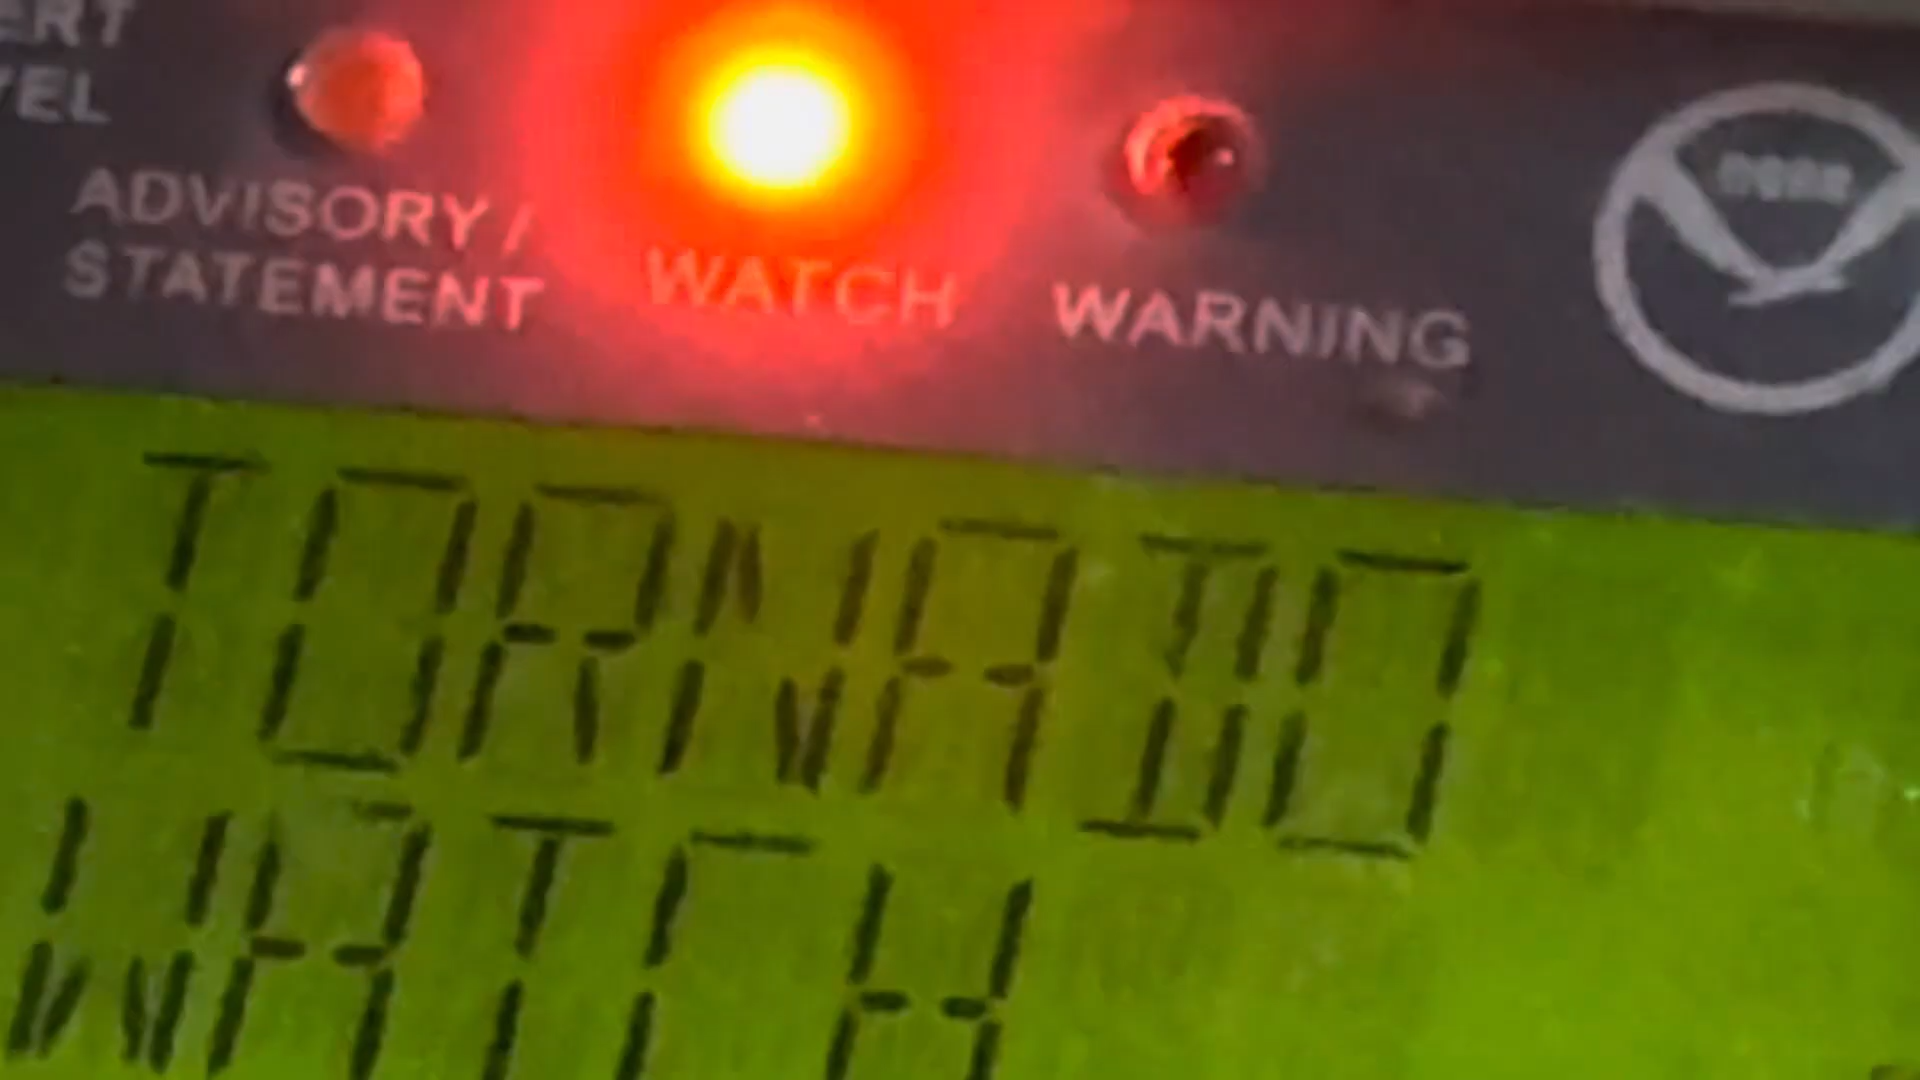 ADVISORY /
STATEMENT
WATCH
WARNING
TORNADO
WATCH